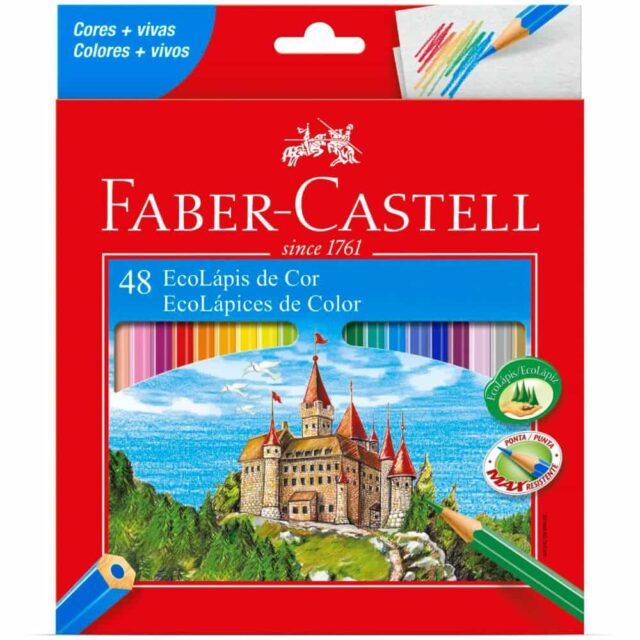 Cores + vivas
Colores + vivos
FABER-CASTELL
since 1761
48 EcoLápis de Cor
EcoLápices de Color
EcoLápis/EcoLápiz
PONTA / PUNTA
MAX
RESISTENTE